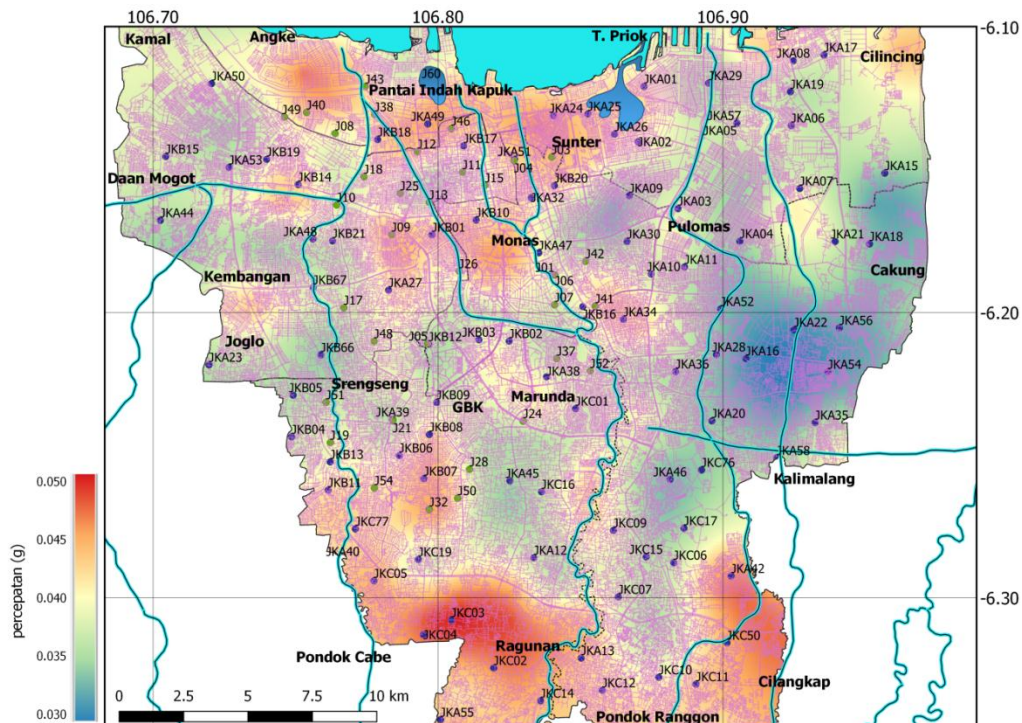 106.70 106.80 106.90
-6.10
Kamal Angke T. Priok
JKA08 JKA17
Cilincing
JKA50 J43 J60 JKA01 JKA29 JKA19
Pantai Indah Kapuk
J49 J40 J38 JKA24 JKA25
J08 JKB18 JKA49 J46 JKA26 JKA57 JKA06
JKA05
J12 JKB17 Sunter JKA02
JKB15 JKB19 JKA51 J03
JKA53 J04
Daan Mogot JKB14 J18 J11 J15 JKB20 JKA07 JKA15
J25 J13 JKA32 JKA09
J10 JKA03
JKA44 JKB10 Pulomas
JKA48 JKB21 J09 JKB01 Monas JKA47 JKA30 JKA04 JKA21 JKA18
J26 J01 J42
Kembangan JKB67 JKA27 J06 JKA10 JKA11 Cakung
J17 J07 J41 JKA52
JKB16 JKA34
-6.20
Joglo J48 J05 JKB12 JKB03 JKB02 JKA22 JKA56
JKB66 J37 JKA28 JKA16
JKA23 J52 JKA36 JKA54
JKA38
Srengseng
JKB05 J51 JKB09 GBK Marunda JKC01
JKA39 J24 JKA20 JKA35
JKB04 J21 JKB08
J19 JKB06 JKA58
JKB13 J28 JKC76
JKB07 JKA45 JKA46 Kalimalang
JKB11 J54 J50 JKC16
J32
0.050
JKC77 JKC09 JKC17
0.045
JKA40 JKC19 JKA12 JKC15 JKC06
JKC05 JKA42
percepatan (g)
0.040
JKC07
-6.30
JKC03
0.035
JKC04 JKC50
Pondok Cabe Ragunan JKA13
JKC02 JKC10 JKC11 Cilangkap
0 2.5 5 7.5 10 km
JKC12
0.030
JKA55 JKC14 Pondok Ranggon